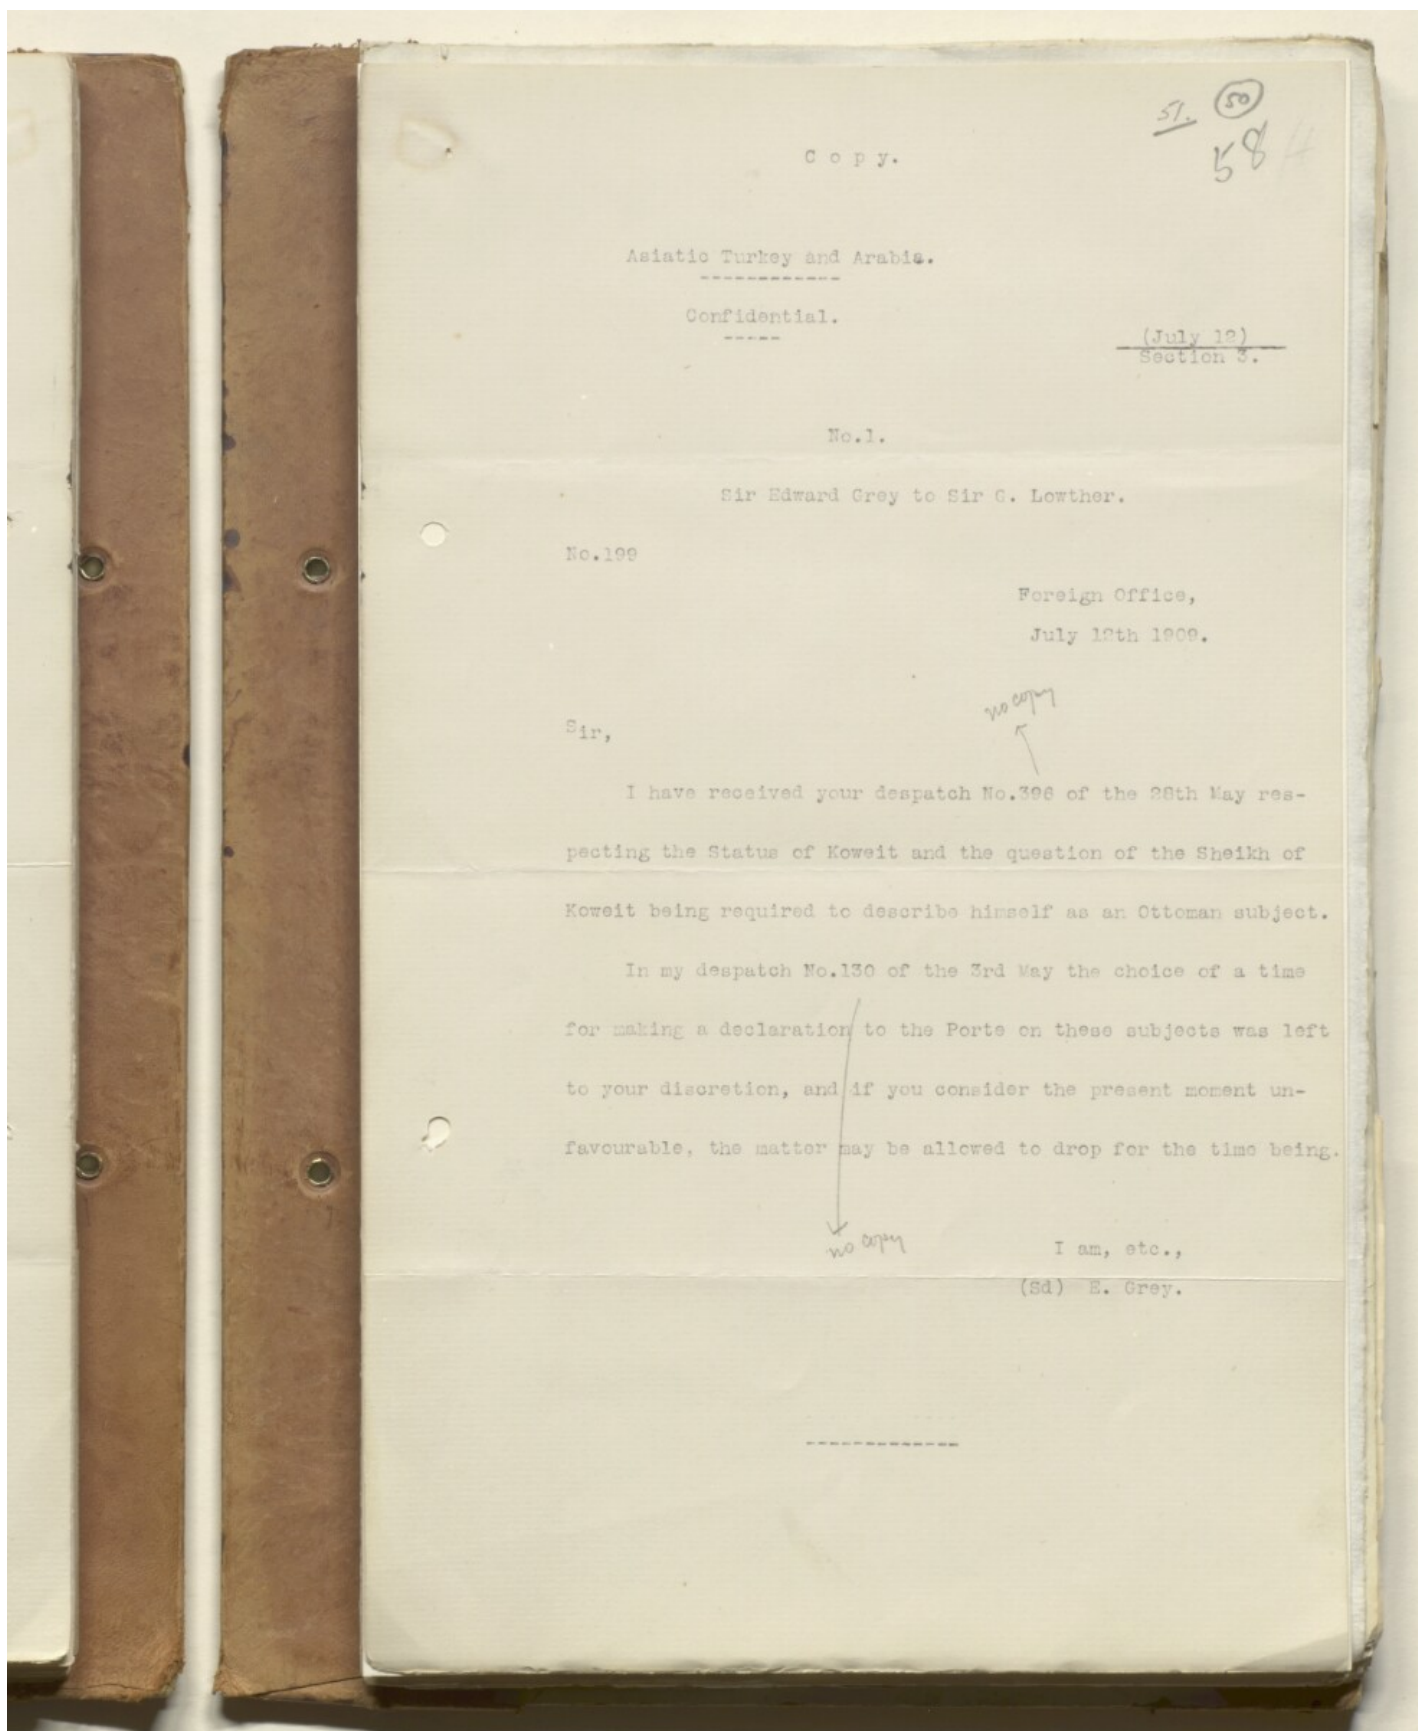 51. 50
58
Copy.
Asiatic Turkey and Arabia.
------------
Confidential.
-----
(July 12)
Section 3.
No.1.
Sir Edward Grey to Sir G. Lowther.
No.199
Foreign Office,
July 12th 1909.
no copy
Sir,
I have received your despatch No.396 of the 28th May res-
pecting the Status of Koweit and the question of the Sheikh of
Koweit being required to describe himself as an Ottoman subject.
In my despatch No.130 of the 3rd May the choice of a time
for making a declaration to the Porte on these subjects was left
to your discretion, and if you consider the present moment un-
favourable, the matter may be allowed to drop for the time being.
no copy
I am, etc.,
(Sd) E. Grey.
-------------